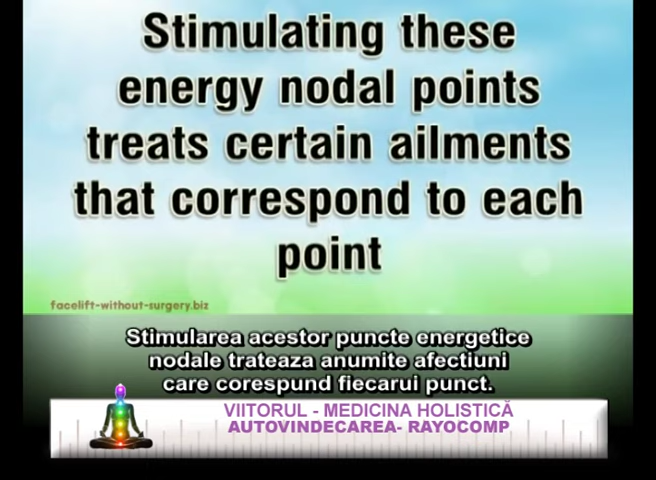 Stimulating these
energy nodal points
treats certain ailments
that correspond to each
point
facelift-without-surgery.biz
Stimularea acestor puncte energetice
nodale trateaza anumite afectiuni
care corespund fiecarui punct.
VIITORUL - MEDICINA HOLISTICĂ
AUTOVINDECAREA- RAYOCOMP